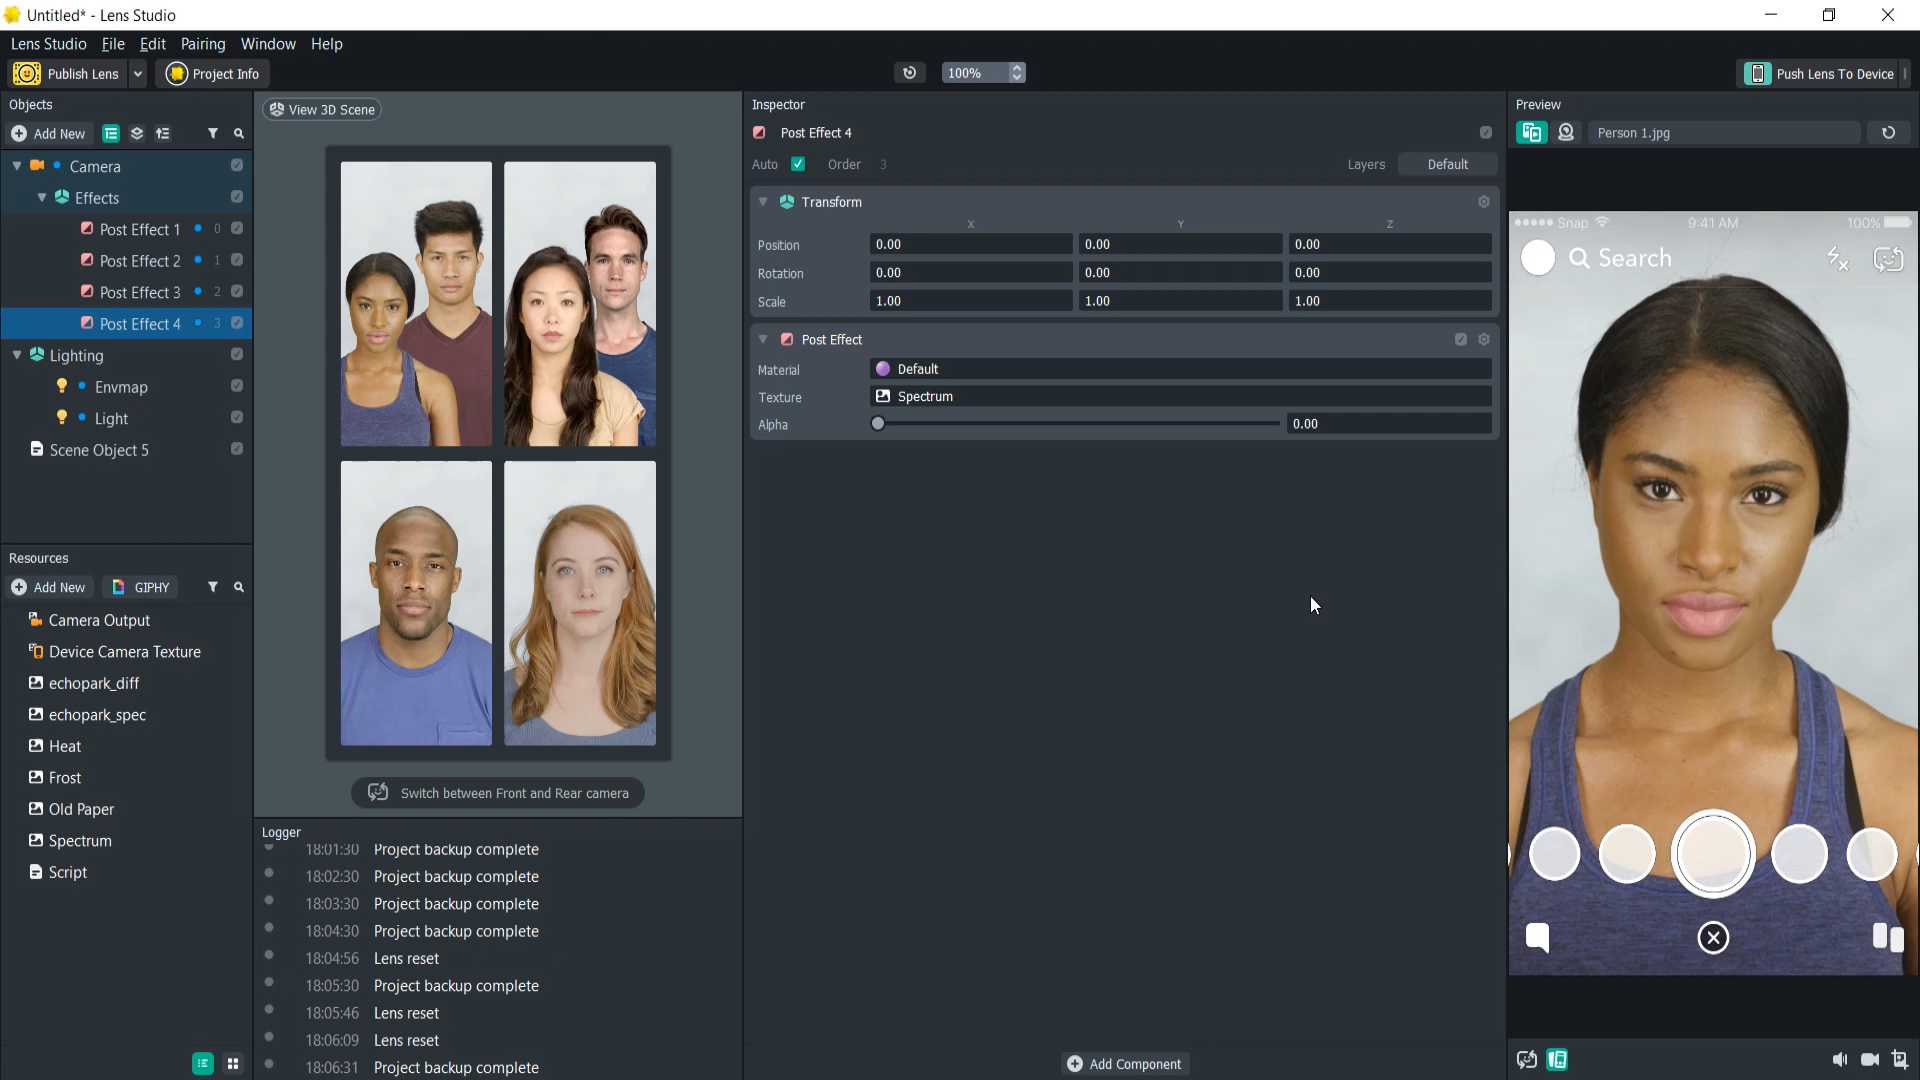 Untitled* - Lens Studio
Lens Studio File Edit Pairing Window Help
Publish Lens Project Info 100% Push Lens To Device
Objects
Add New
Camera
Effects
Post Effect 1 0
Post Effect 2 1
Post Effect 3 2
Post Effect 4 3
Lighting
Envmap
Light
Scene Object 5
Resources
Add New GIPHY
Camera Output
Device Camera Texture
echopark_diff
echopark_spec
Heat
Frost
Old Paper
Spectrum
Script
View 3D Scene
Switch between Front and Rear camera
Logger
18:01:30 Project backup complete
18:02:30 Project backup complete
18:03:30 Project backup complete
18:04:30 Project backup complete
18:04:56 Lens reset
18:05:30 Project backup complete
18:05:46 Lens reset
18:06:09 Lens reset
18:06:31 Project backup complete
Inspector
Post Effect 4
Auto Order 3 Layers Default
Transform
X Y Z
Position 0.00 0.00 0.00
Rotation 0.00 0.00 0.00
Scale 1.00 1.00 1.00
Post Effect
Material Default
Texture Spectrum
Alpha 0.00
Add Component
Preview
Person 1.jpg
Snap 9:41 AM 100%
Search